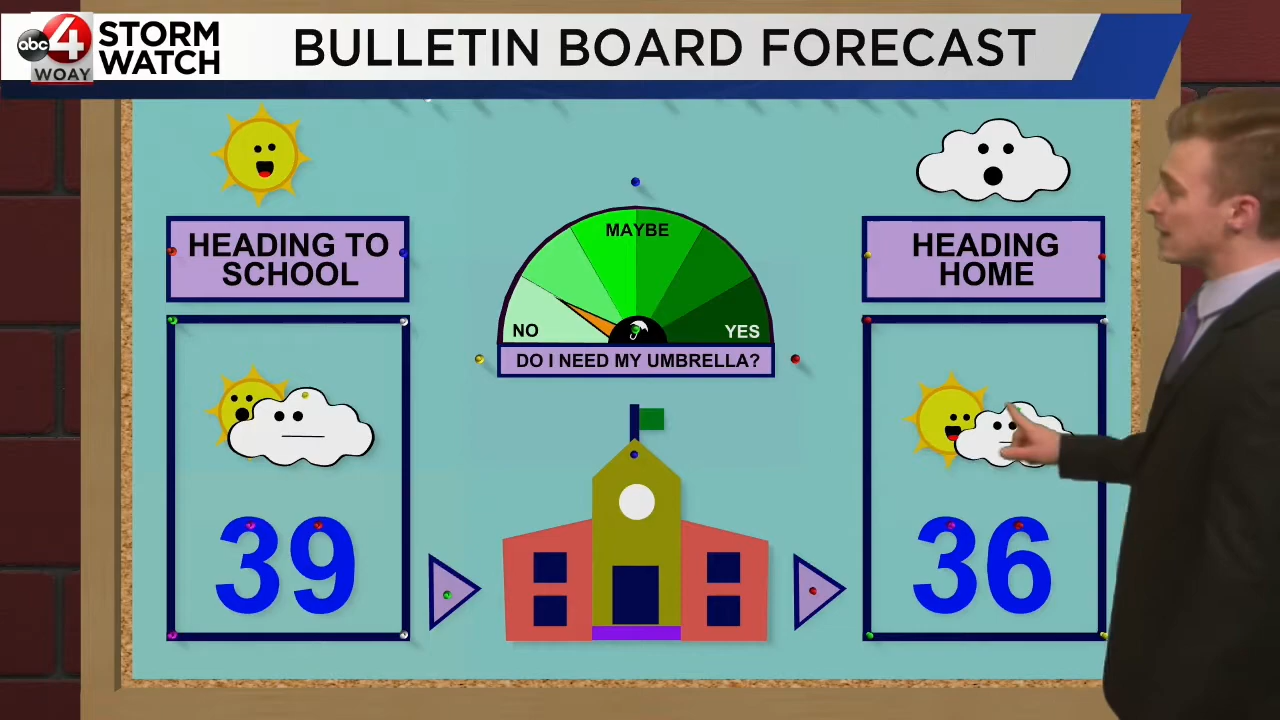 abc 4
WOAY
STORM
WATCH
BULLETIN BOARD FORECAST
HEADING TO
SCHOOL
39
MAYBE
NO
YES
DO I NEED MY UMBRELLA?
HEADING
HOME
36